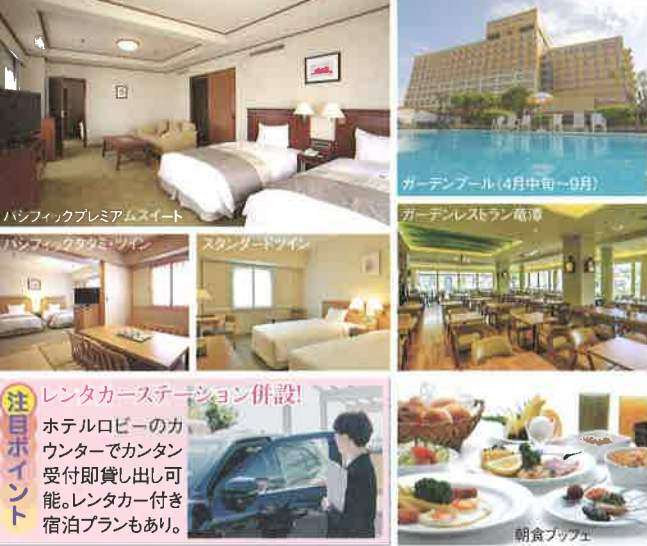 パシフィックプレミアムスイート
ガーデンプール(4月中旬〜9月)
パシフィックタタミ・ツイン
スタンダードツイン
ガーデンレストラン龍潭
注目ポイント
レンタカーステーション併設!
ホテルロビーのカ
ウンターでカンタン
受付即貸し出し可
能。レンタカー付き
宿泊プランもあり。
朝食ブッフェ